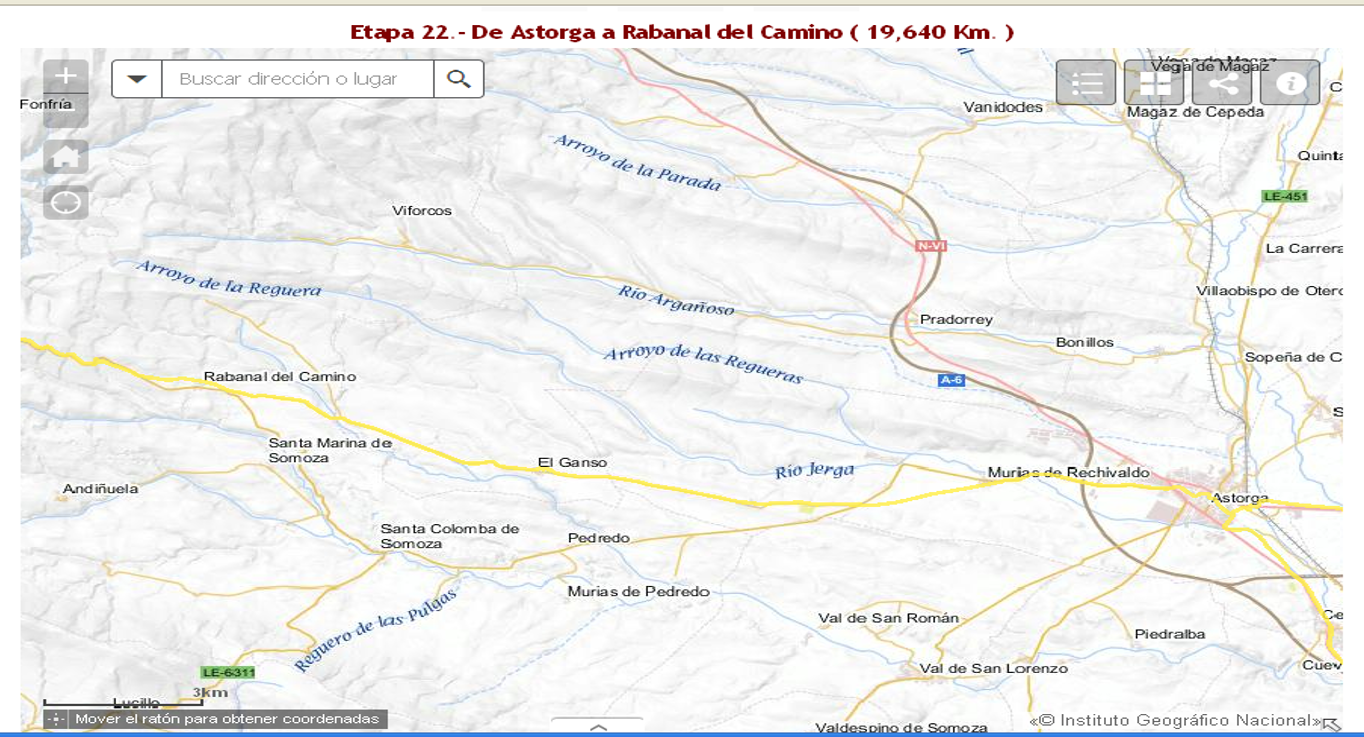 Etapa 22.- De Astorga a Rabanal del Camino ( 19,640 Km. )
Buscar dirección o lugar
Vega de Magaz
Fonfría
Vanidodes
Magaz de Cepeda
Arroyo de la Parada
Quinta
LE-451
Viforcos
N-VI
La Carrera
Arroyo de la Reguera
Río Argañoso
Villaobispo de Otero
Pradorrey
Bonillos
Arroyo de las Regueras
Sopeña de C
A-6
Rabanal del Camino
Santa Marina de
Somoza
El Ganso
Río Jerga
Murias de Rechivaldo
Andiñuela
Astorga
Santa Colomba de
Somoza
Pedredo
Murias de Pedredo
Reguero de las Pulgas
Val de San Román
Ce
Piedralba
LE-6311
Val de San Lorenzo
Cuev
3km
Lucillo
Mover el ratón para obtener coordenadas
Valdespino de Somoza
«© Instituto Geográfico Nacional»